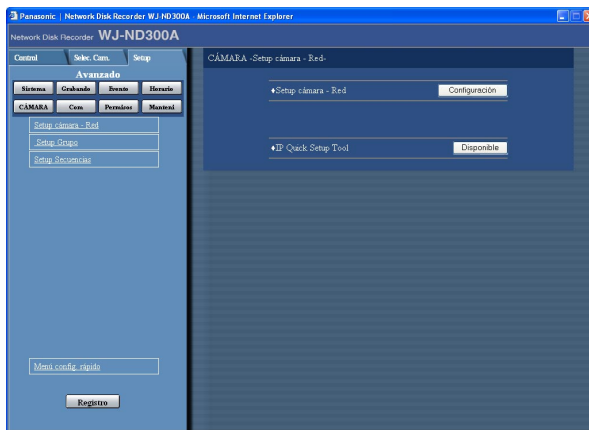 Panasonic | Network Disk Recorder WJ-ND300A - Microsoft Internet Explorer
Network Disk Recorder WJ-ND300A
Control Selec. Cam. Setup
Avanzado
Sistema Grabando Evento Horario
CÁMARA Com Permisos Manteni
Setup cámara - Red
Setup Grupo
Setup Secuencias
Menú config. rápido
Registro
CÁMARA -Setup cámara - Red-
♦Setup cámara - Red Configuración
♦IP Quick Setup Tool Disponible